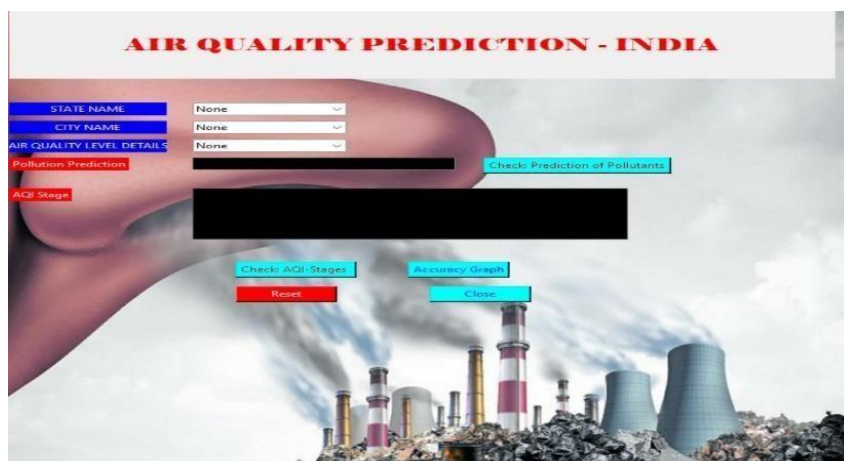 AIR QUALITY PREDICTION - INDIA
STATE NAME None
CITY NAME None
AIR QUALITY LEVEL DETAILS None
Pollution Prediction Check: Prediction of Pollutants
AQI Stage
Check: AQI-Stages Accuracy Graph
Reset Close